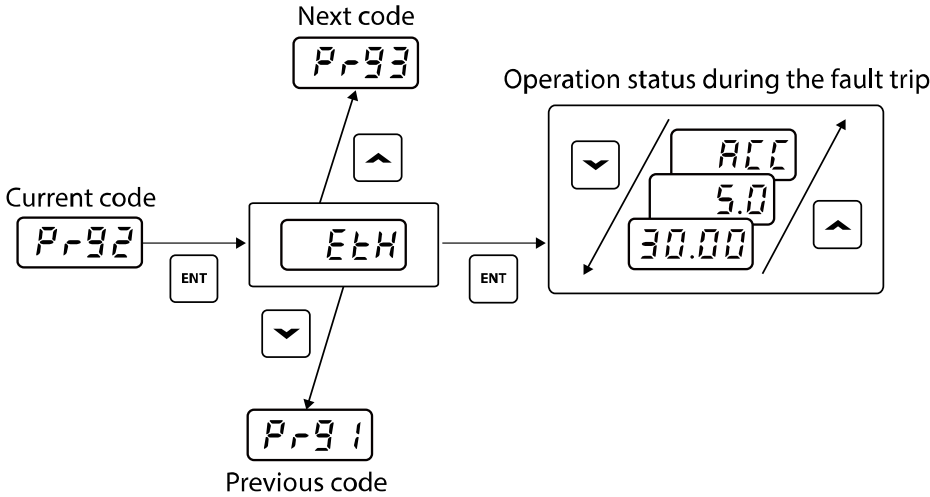 Next code
Pr93
Operation status during the fault trip
ACC
Current code
5.0
Pr92
EtH
30.00
ENT
ENT
Pr91
Previous code